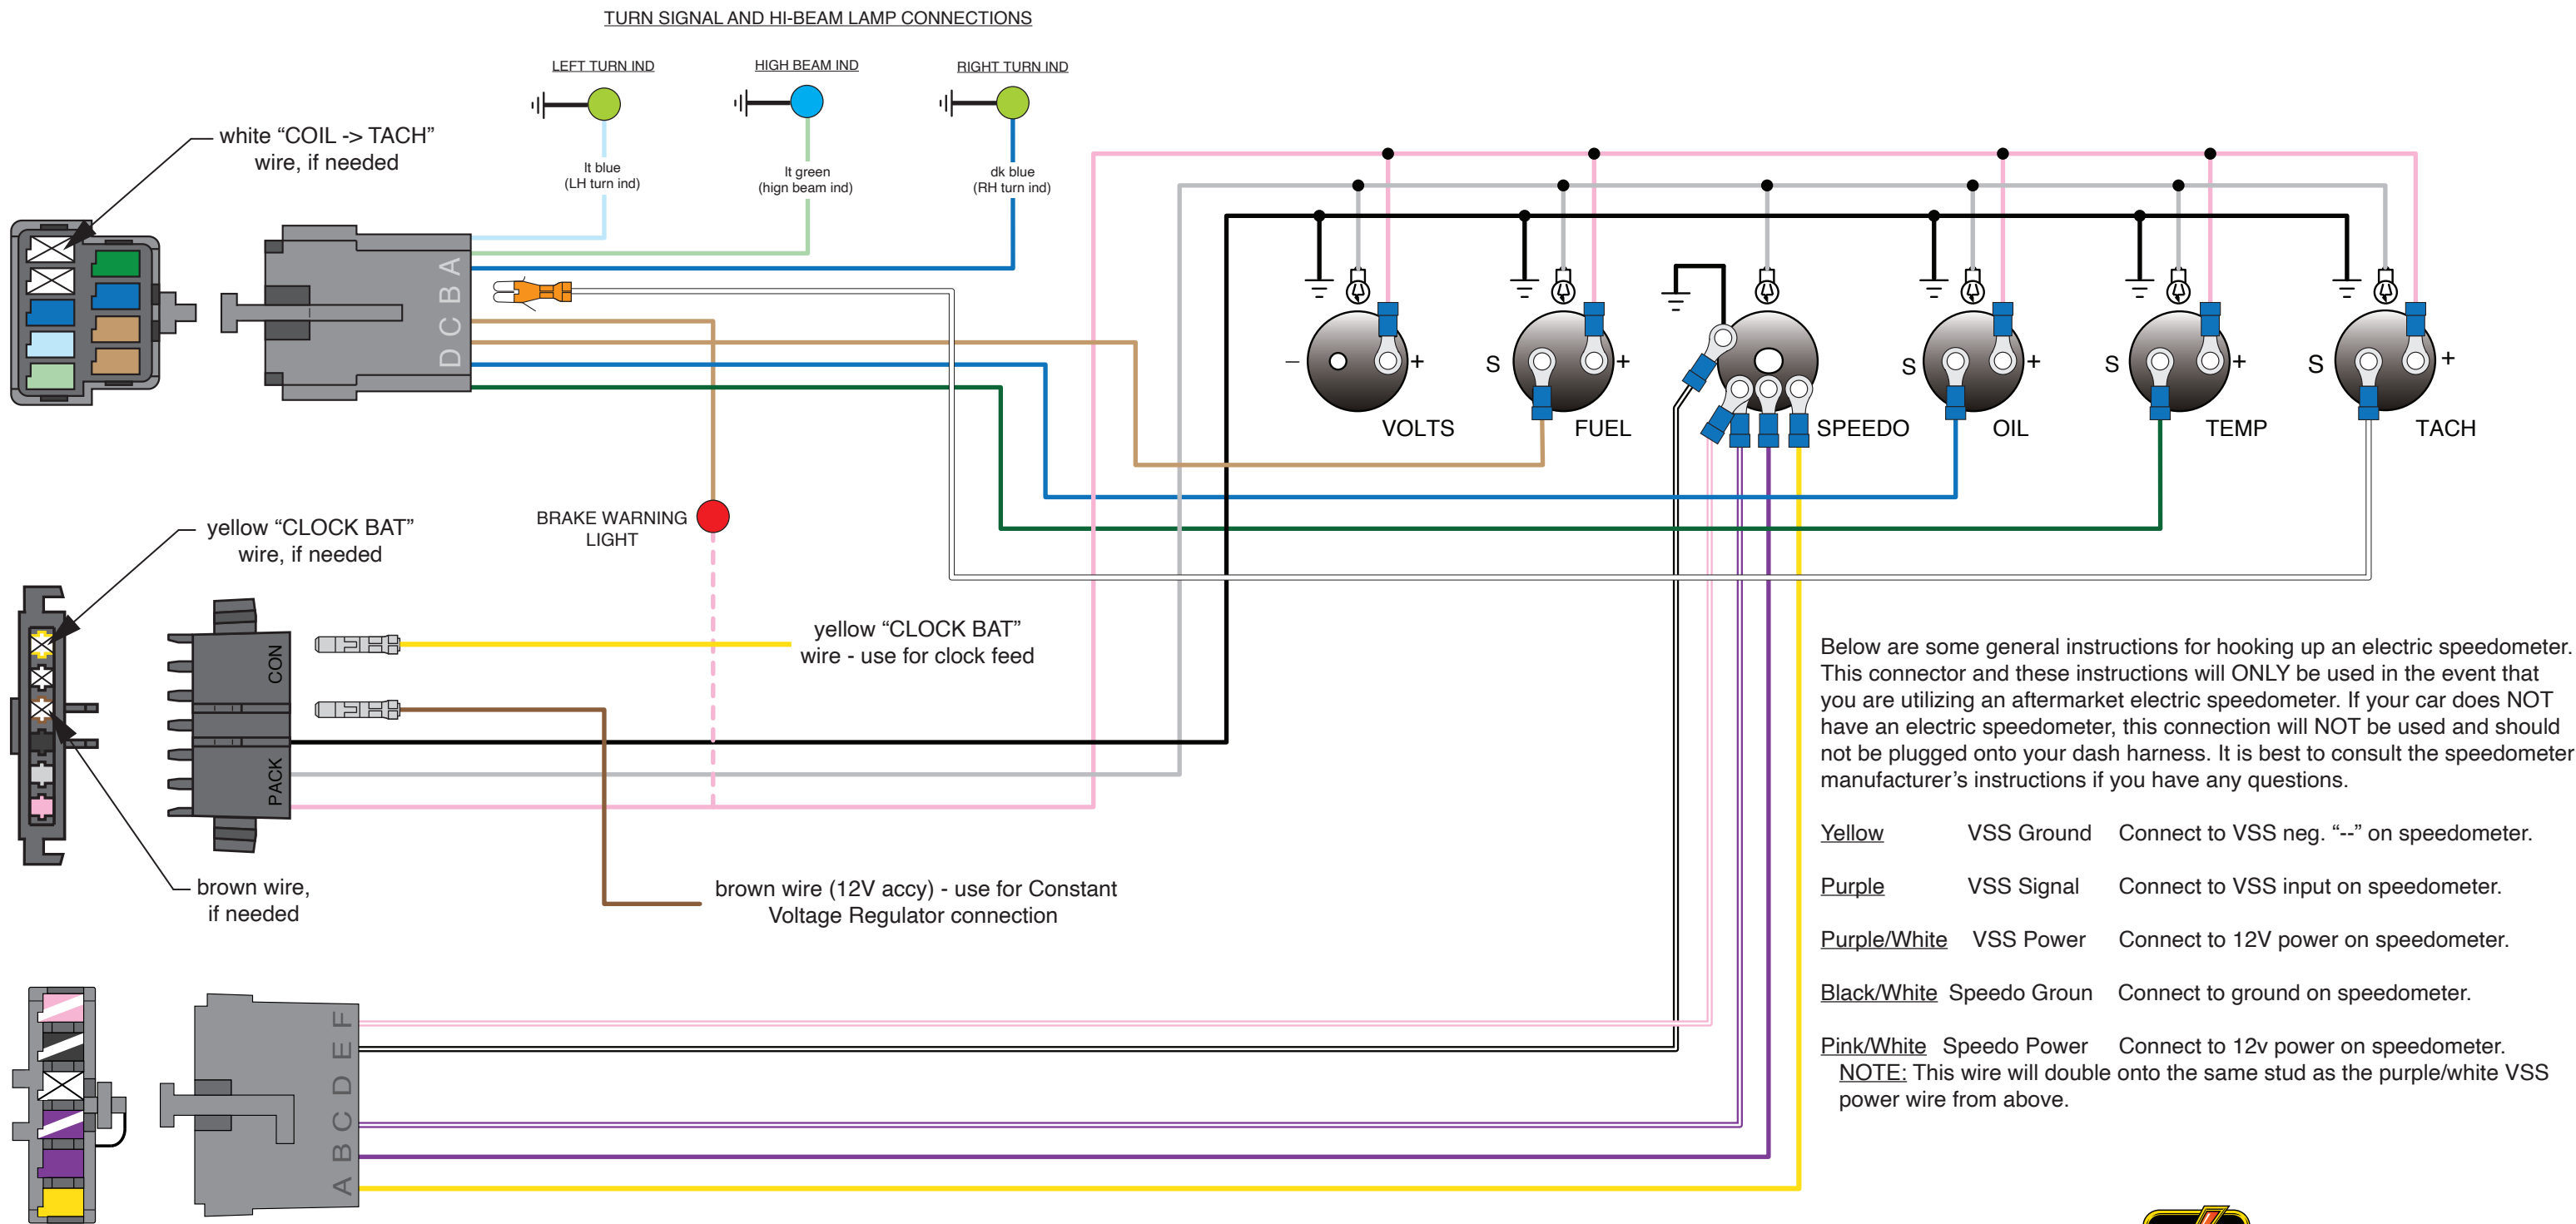 TURN SIGNAL AND HI-BEAM LAMP CONNECTIONS
LEFT TURN IND
HIGH BEAM IND
RIGHT TURN IND
white “COIL -> TACH”
wire, if needed
lt blue
(LH turn ind)
lt green
(hign beam ind)
dk blue
(RH turn ind)
D C B A
–
+
VOLTS
S
+
FUEL
SPEEDO
S
+
OIL
S
+
TEMP
S
+
TACH
BRAKE WARNING
LIGHT
yellow “CLOCK BAT”
wire, if needed
CON
PACK
yellow “CLOCK BAT”
wire - use for clock feed
brown wire,
if needed
brown wire (12V accy) - use for Constant
Voltage Regulator connection
A B C D E F
Below are some general instructions for hooking up an electric speedometer.
This connector and these instructions will ONLY be used in the event that
you are utilizing an aftermarket electric speedometer. If your car does NOT
have an electric speedometer, this connection will NOT be used and should
not be plugged onto your dash harness. It is best to consult the speedometer
manufacturer’s instructions if you have any questions.
Yellow VSS Ground Connect to VSS neg. “--” on speedometer.
Purple VSS Signal Connect to VSS input on speedometer.
Purple/White VSS Power Connect to 12V power on speedometer.
Black/White Speedo Groun Connect to ground on speedometer.
Pink/White Speedo Power Connect to 12v power on speedometer.
NOTE: This wire will double onto the same stud as the purple/white VSS
power wire from above.